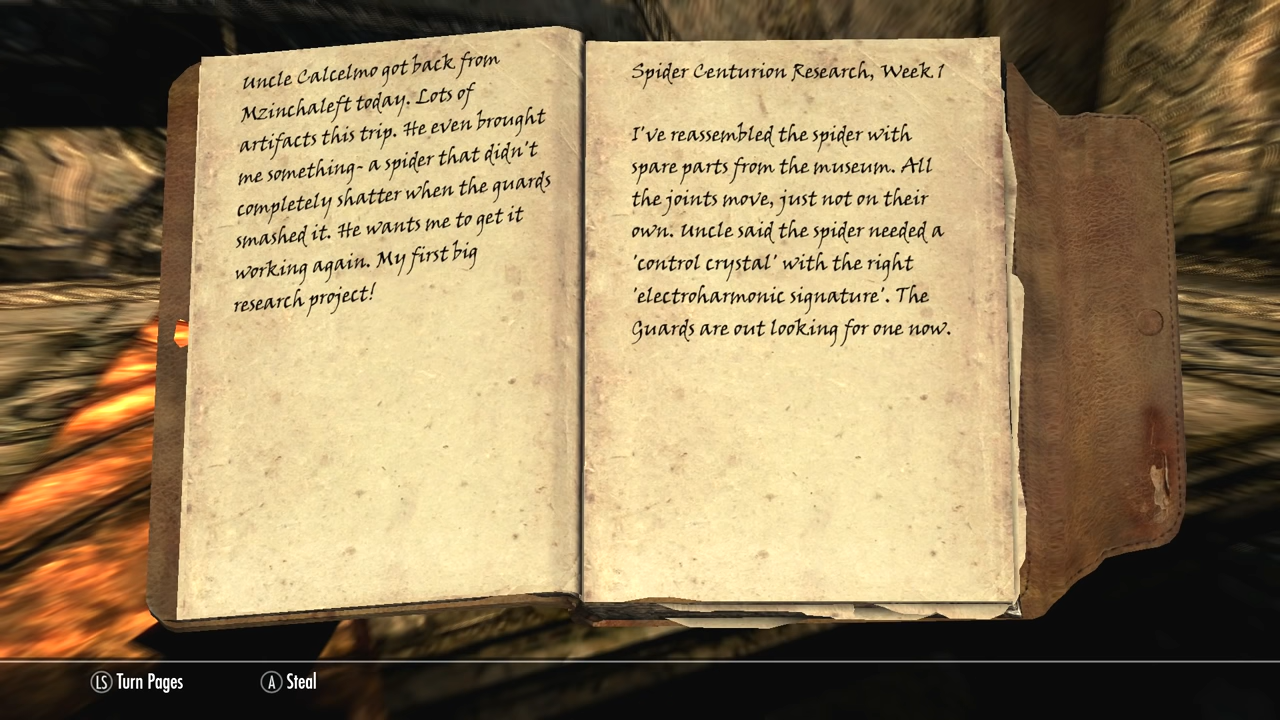 Uncle Calcelmo got back from
Mzinchaleft today. Lots of
artifacts this trip. He even brought
me something- a spider that didn't
completely shatter when the guards
smashed it. He wants me to get it
working again. My first big
research project!
Spider Centurion Research, Week 1
I've reassembled the spider with
spare parts from the museum. All
the joints move, just not on their
own. Uncle said the spider needed a
'control crystal' with the right
'electroharmonic signature'. The
Guards are out looking for one now.
LS Turn Pages
A Steal